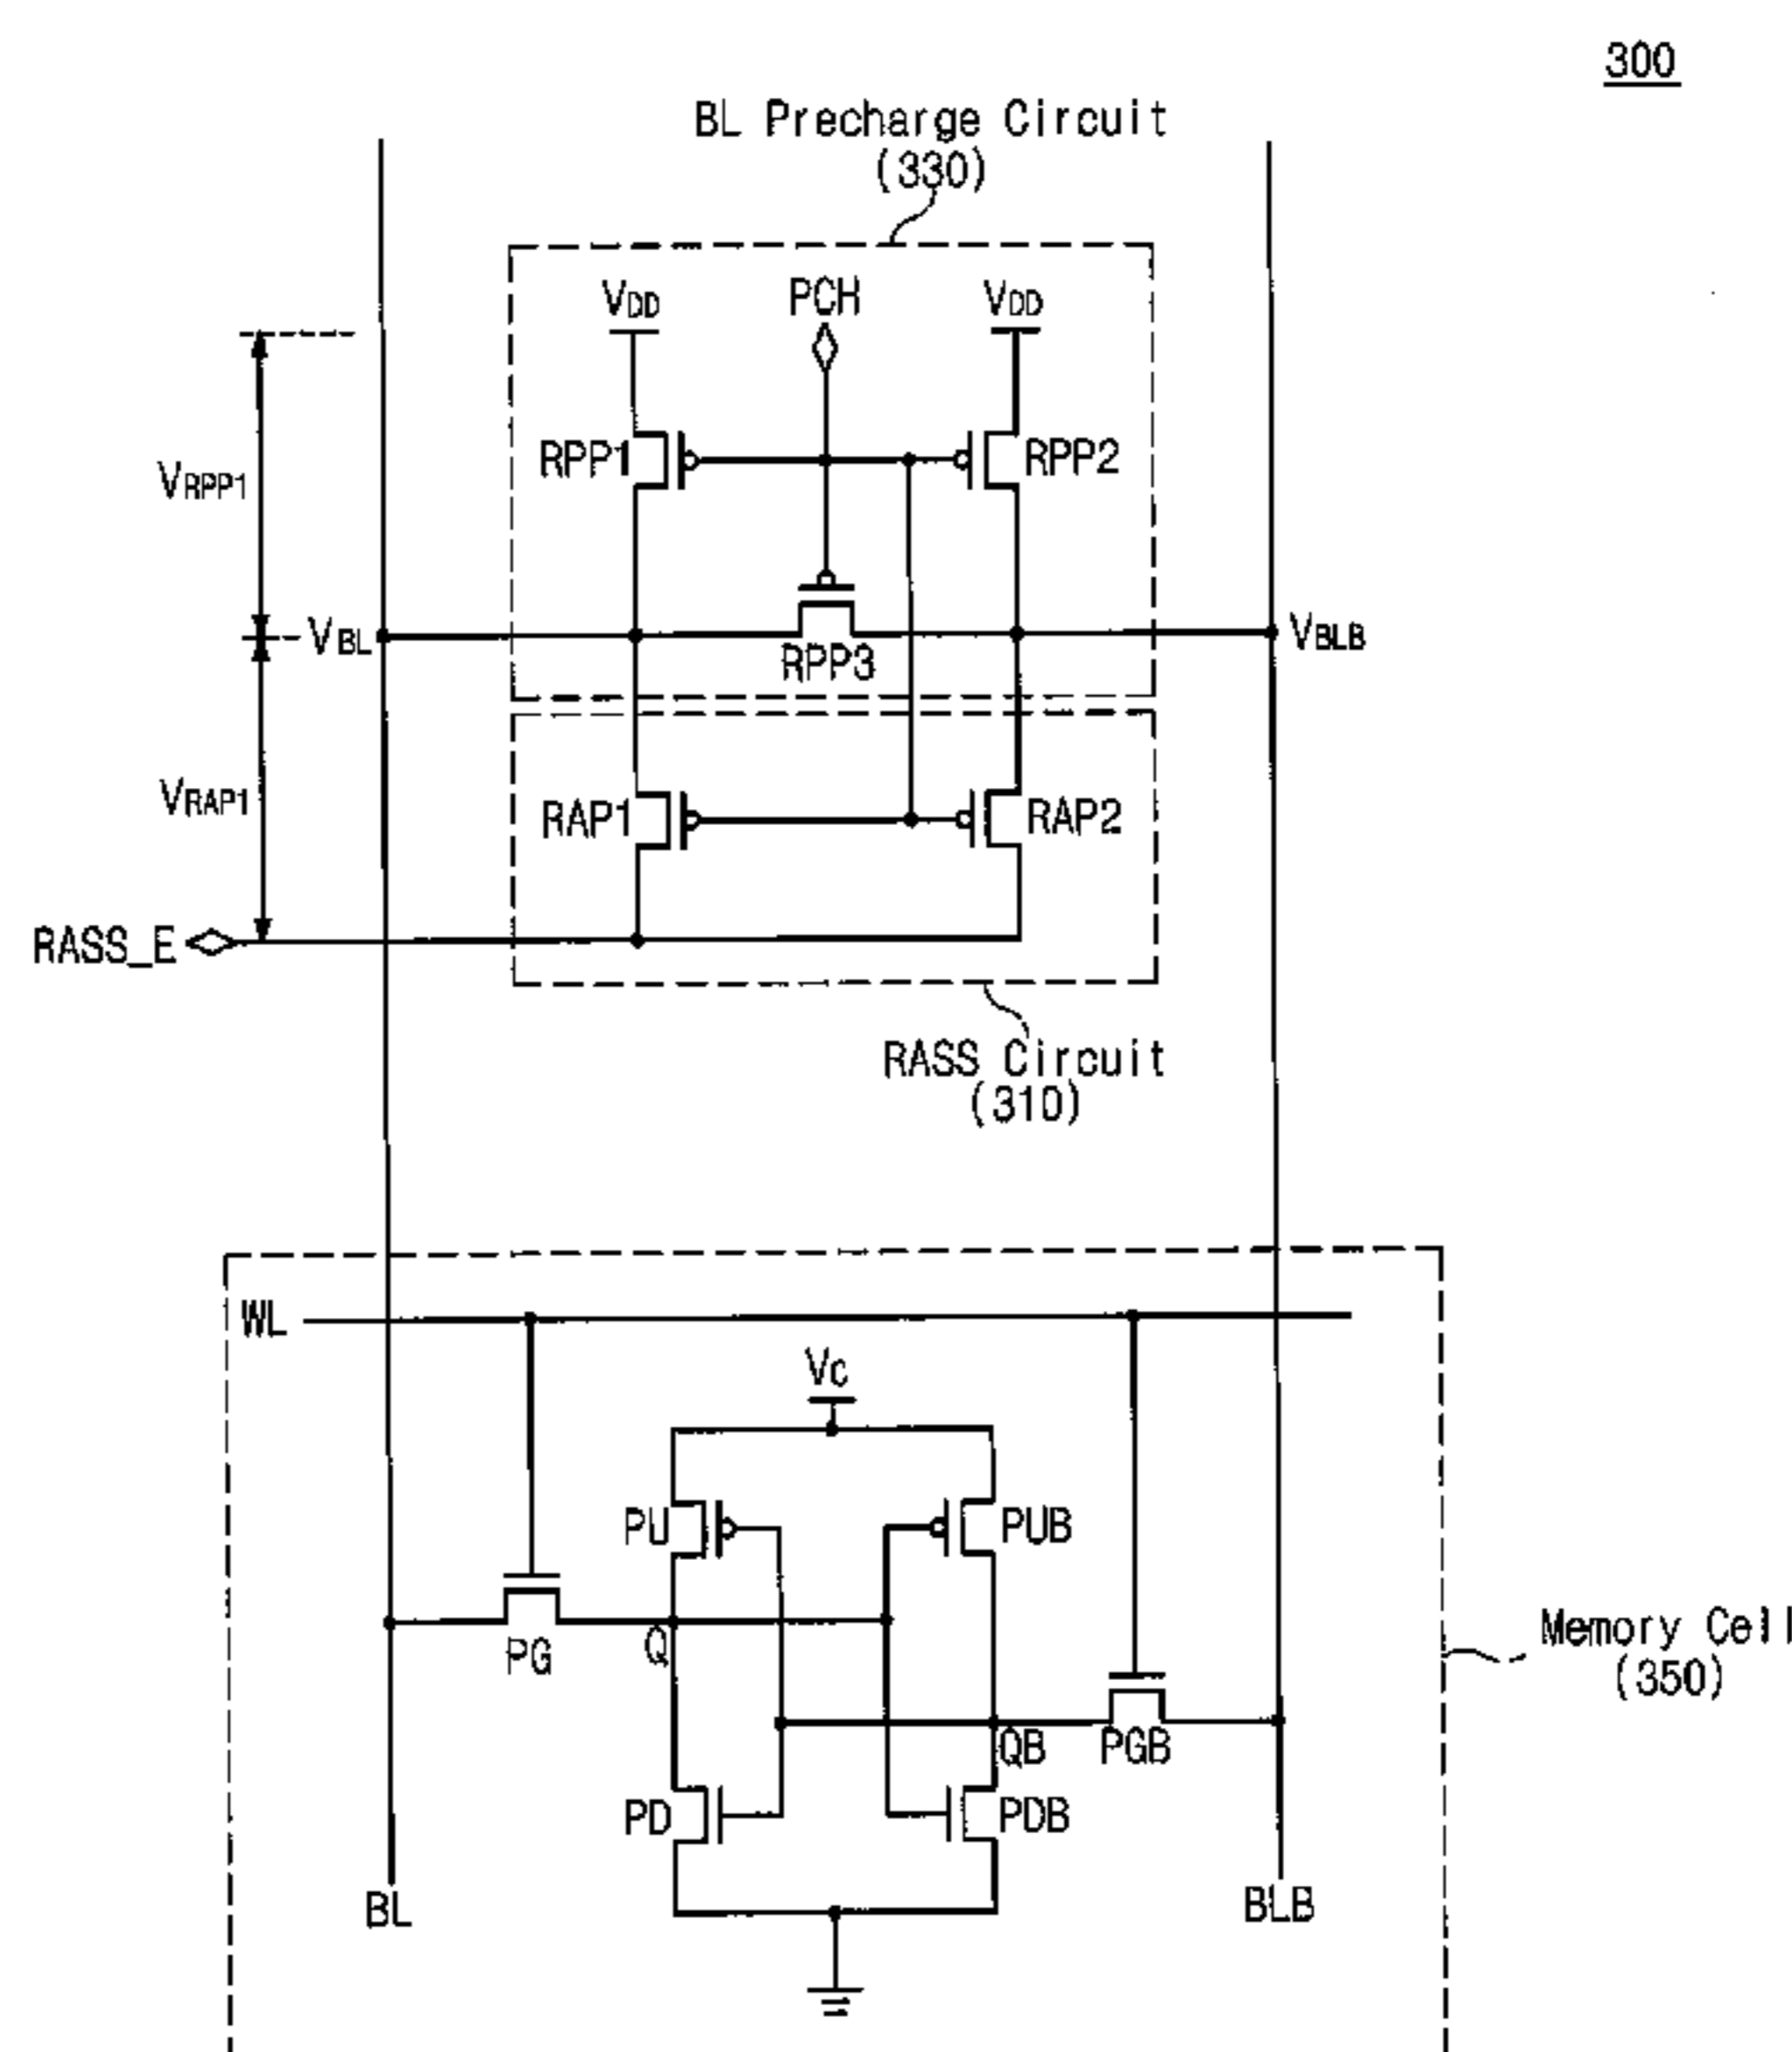 300
BL Precharge Circuit
(330)
VDD
PCH
VDD
RPP1
RPP2
VRPP1
VBL
RPP3
VBLB
VRAP1
RAP1
RAP2
RASS_E
RASS Circuit
(310)
WL
VC
PU
PUB
PG
Q
Memory Cell
(350)
QB
PGB
PD
PDB
BL
BLB